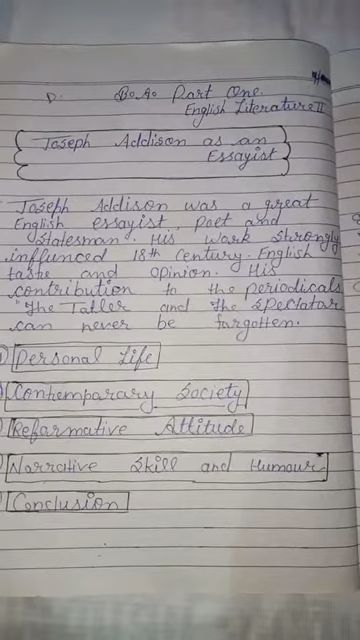 B.A. Part One.
English Literature II
Joseph Addison as an
Essayist
Joseph Addison was a great
English essayist, Poet and
Statesman. His work strongly
influnced 18th century English
taste and opinion. His
contribution to the periodicals
"The Tatler and The Spectator
can never be forgotten.
Personal Life
Contemparary Society
Reformative Attitude
Narrative Skill and Humour
Conclusion